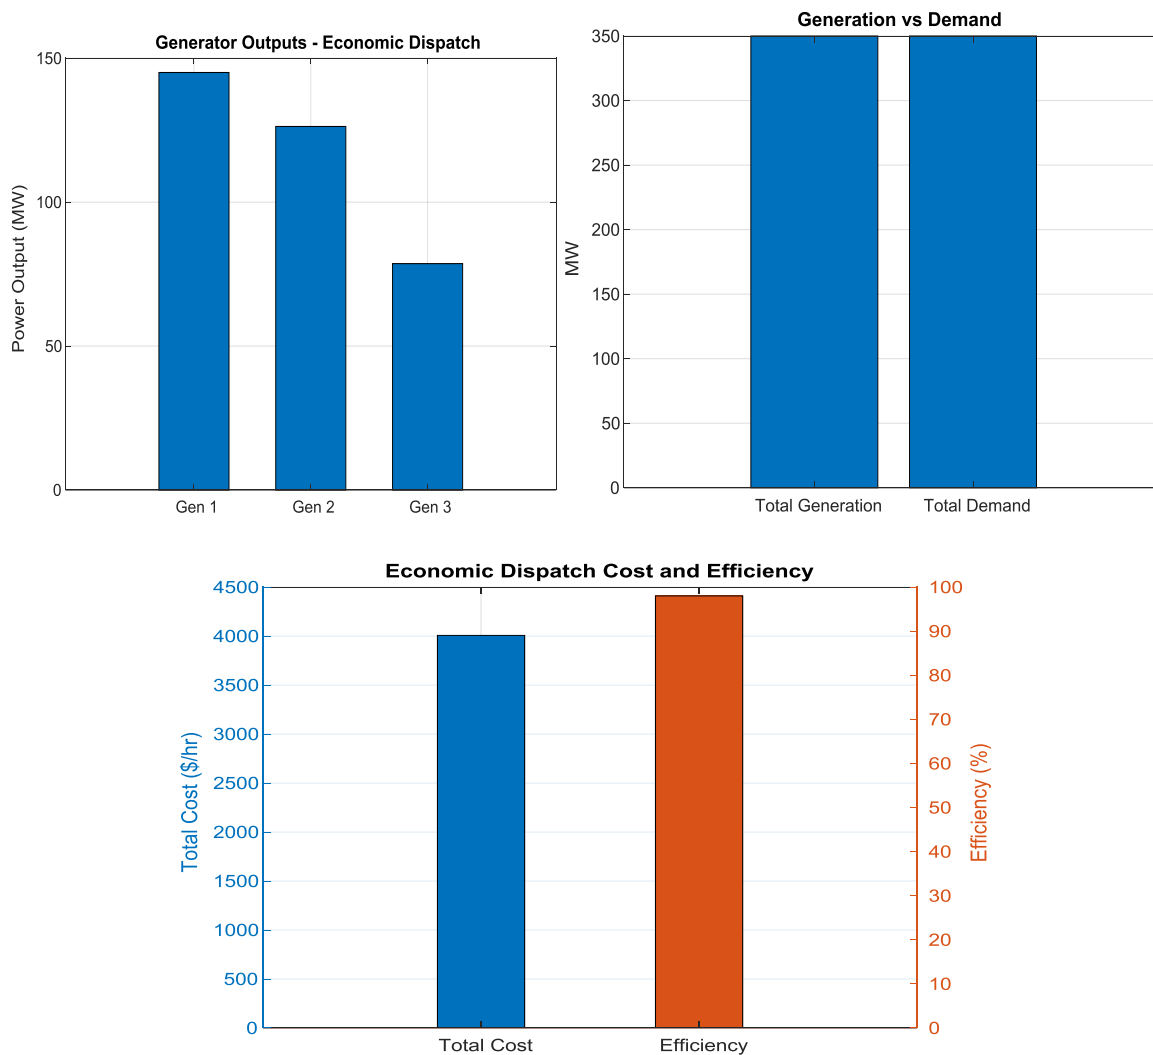 Generator Outputs - Economic Dispatch
150
100
50
0
Power Output (MW)
Gen 1
Gen 2
Gen 3
Generation vs Demand
350
300
250
200
150
100
50
0
MW
Total Generation
Total Demand
Economic Dispatch Cost and Efficiency
4500
4000
3500
3000
2500
2000
1500
1000
500
0
Total Cost ($/hr)
100
90
80
70
60
50
40
30
20
10
0
Efficiency (%)
Total Cost
Efficiency